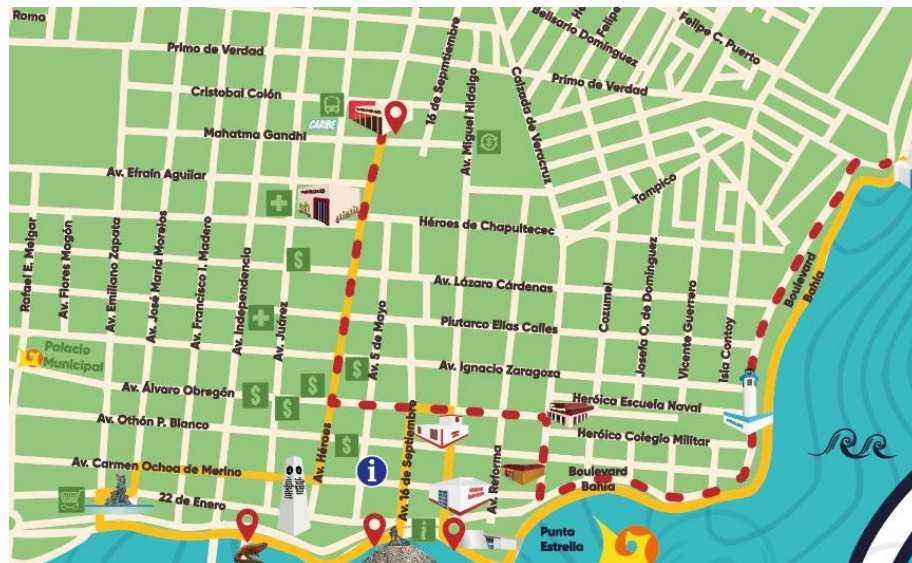 Roma
Primo de Verdad
Cristobal Colón
CARIBE
Mahatma Gandhi
Av. Efraín Aguilar
16 de Sepmtiembre
Av. Miguel Hidalgo
Calzadas de Veracruz
Belisario Domínguez
Felipe C. Puerto
Primo de Verdad
Tampico
Héroes de Chapultecec
Av. Lázaro Cárdenas
Plutarco Elías Calles
Av. Ignacio Zaragoza
Rafael E. Melgar
Av. Flores Magón
Av. Emiliano Zapata
Av. José María Morelos
Av. Francisco I. Madero
Av. Independencia
Av. Juárez
Av. 5 de Mayo
Cozumel
Josefa O. de Domínguez
Vicente Guerrero
Isla Contoy
Boulevard
Bahía
Palacio
Municipal
Av. Álvaro Obregón
Av. Othón P. Blanco
Av. Carmen Ochoa de Merino
22 de Enero
Av. Héroes
Av. 16 de Septiembre
Av. Reforma
Heróica Escuela Naval
Heróico Colegio Militar
Boulevard
Bahía
Punta
Estrella